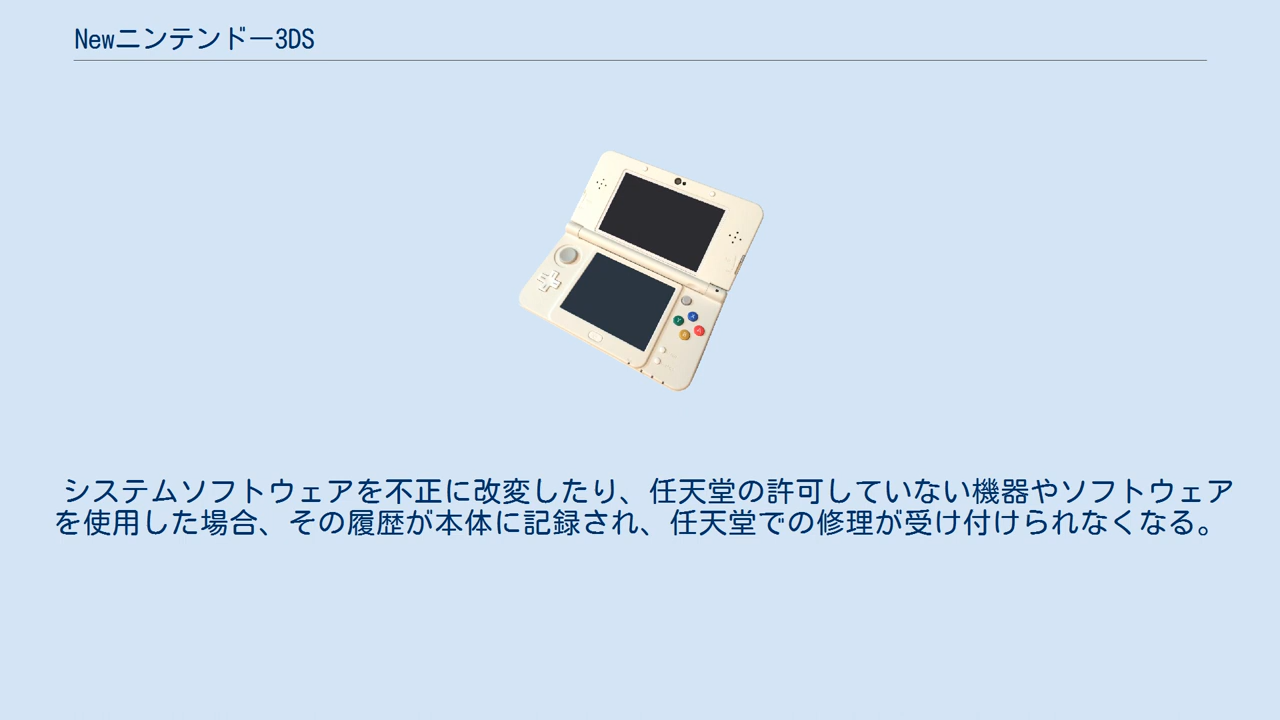 Newニンテンドー3DS
システムソフトウェアを不正に改変したり、任天堂の許可していない機器やソフトウェア
を使用した場合、その履歴が本体に記録され、任天堂での修理が受け付けられなくなる。